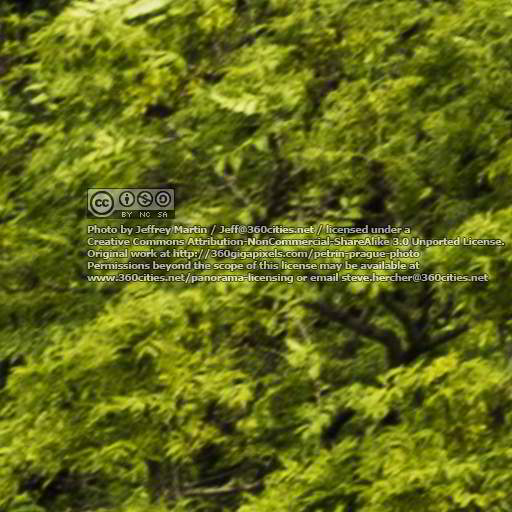 cc
BY NC SA
Photo by Jeffrey Martin / Jeff@360cities.net / licensed under a
Creative Commons Attribution-NonCommercial-ShareAlike 3.0 Unported License.
Original work at http://360gigapixels.com/petrin-prague-photo
Permissions beyond the scope of this license may be available at
www.360cities.net/panorama-licensing or email steve.hercher@360cities.net